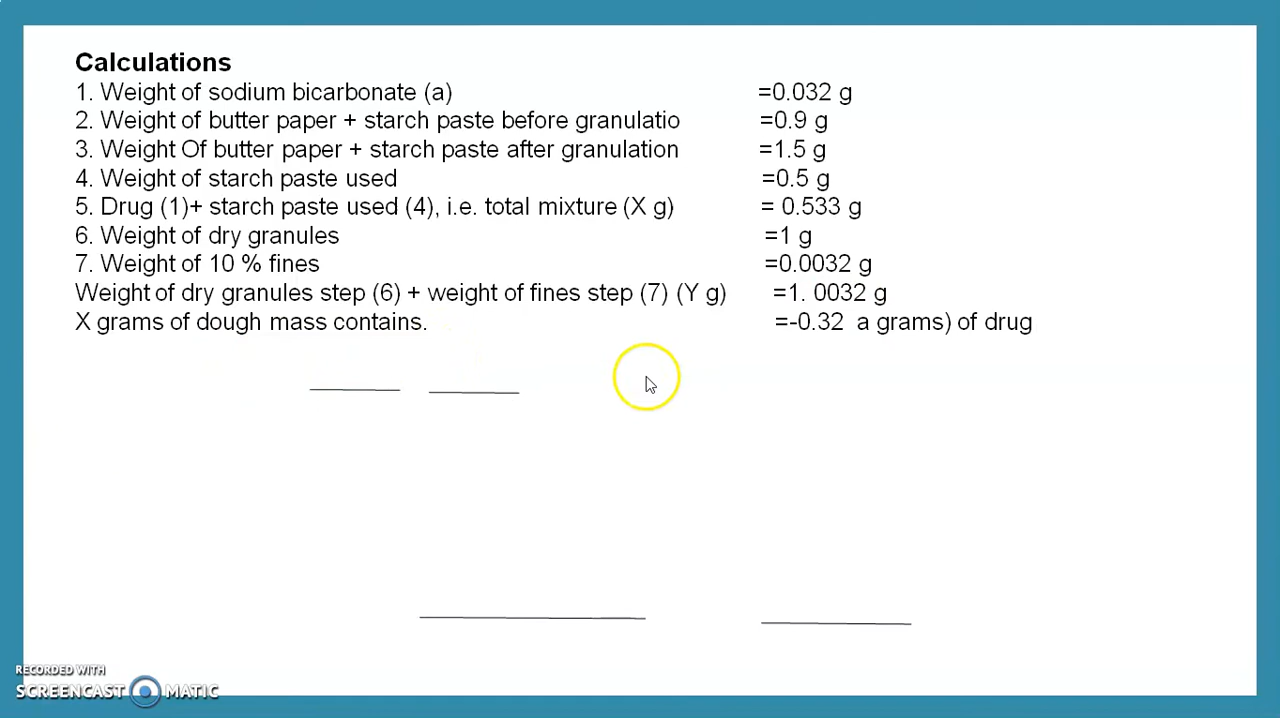 Calculations
1. Weight of sodium bicarbonate (a) =0.032 g
2. Weight of butter paper + starch paste before granulatio =0.9 g
3. Weight Of butter paper + starch paste after granulation =1.5 g
4. Weight of starch paste used =0.5 g
5. Drug (1)+ starch paste used (4), i.e. total mixture (X g) = 0.533 g
6. Weight of dry granules =1 g
7. Weight of 10 % fines =0.0032 g
Weight of dry granules step (6) + weight of fines step (7) (Y g) =1. 0032 g
X grams of dough mass contains. =-0.32 a grams) of drug
RECORDED WITH
SCREENCAST MATIC